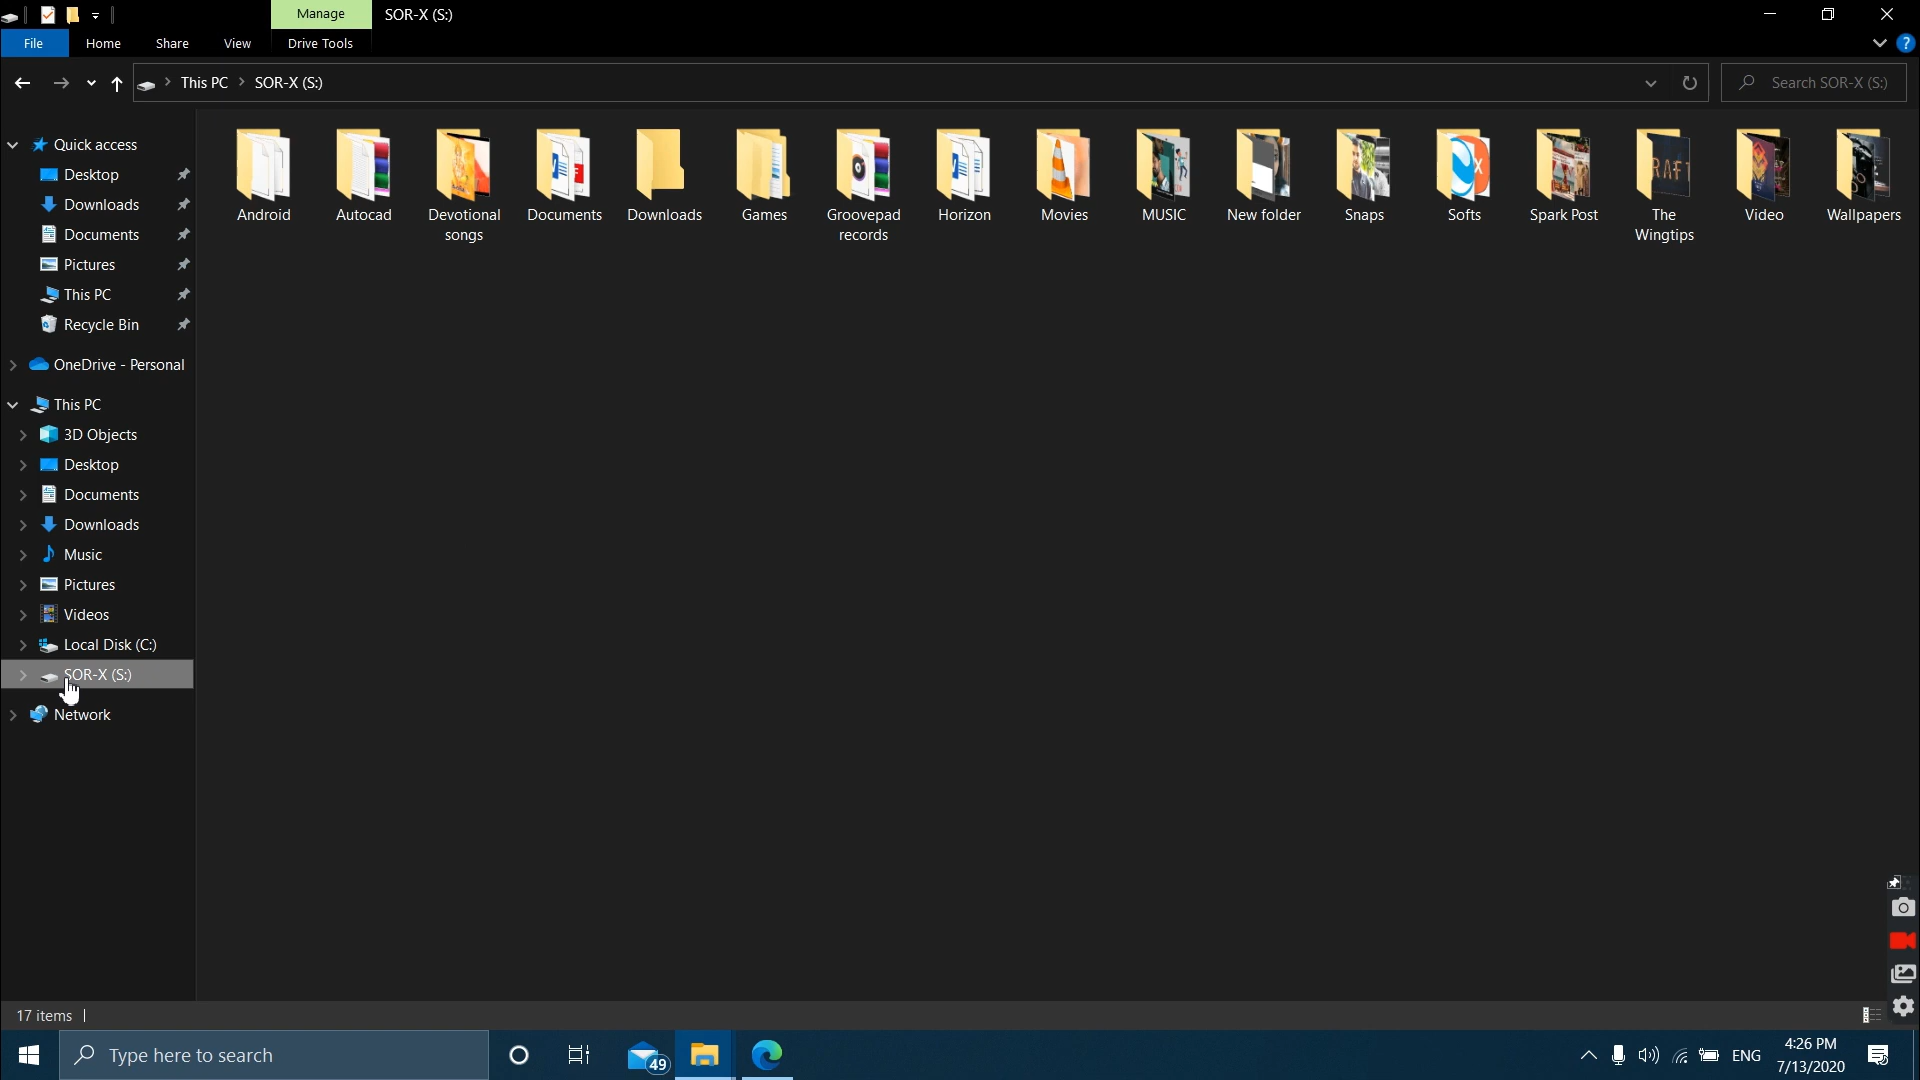 Manage
SOR-X (S:)
File
Home
Share
View
Drive Tools
?
This PC
SOR-X (S:)
Search SOR-X (S:)
Quick access
Desktop
Downloads
Documents
Pictures
This PC
Recycle Bin
OneDrive - Personal
This PC
3D Objects
Desktop
Documents
Downloads
Music
Pictures
Videos
Local Disk (C:)
SOR-X (S:)
Network
Android
Autocad
Devotional
songs
Documents
Downloads
Games
Groovepad
records
Horizon
Movies
MUSIC
New folder
Snaps
Softs
Spark Post
The
Wingtips
Video
Wallpapers
17 items
Type here to search
49
ENG
4:26 PM
7/13/2020